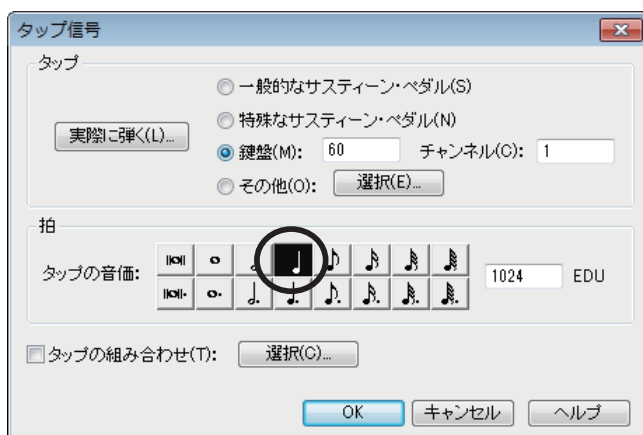 タップ信号
タップ
一般的なサスティーン・ペダル(S)
特殊なサスティーン・ペダル(N)
実際に弾く(L)...
鍵盤(M): 60 チャンネル(C): 1
その他(O): 選択(E)...
拍
タップの音価: 1024 EDU
タップの組み合わせ(T): 選択(C)...
OK キャンセル ヘルプ